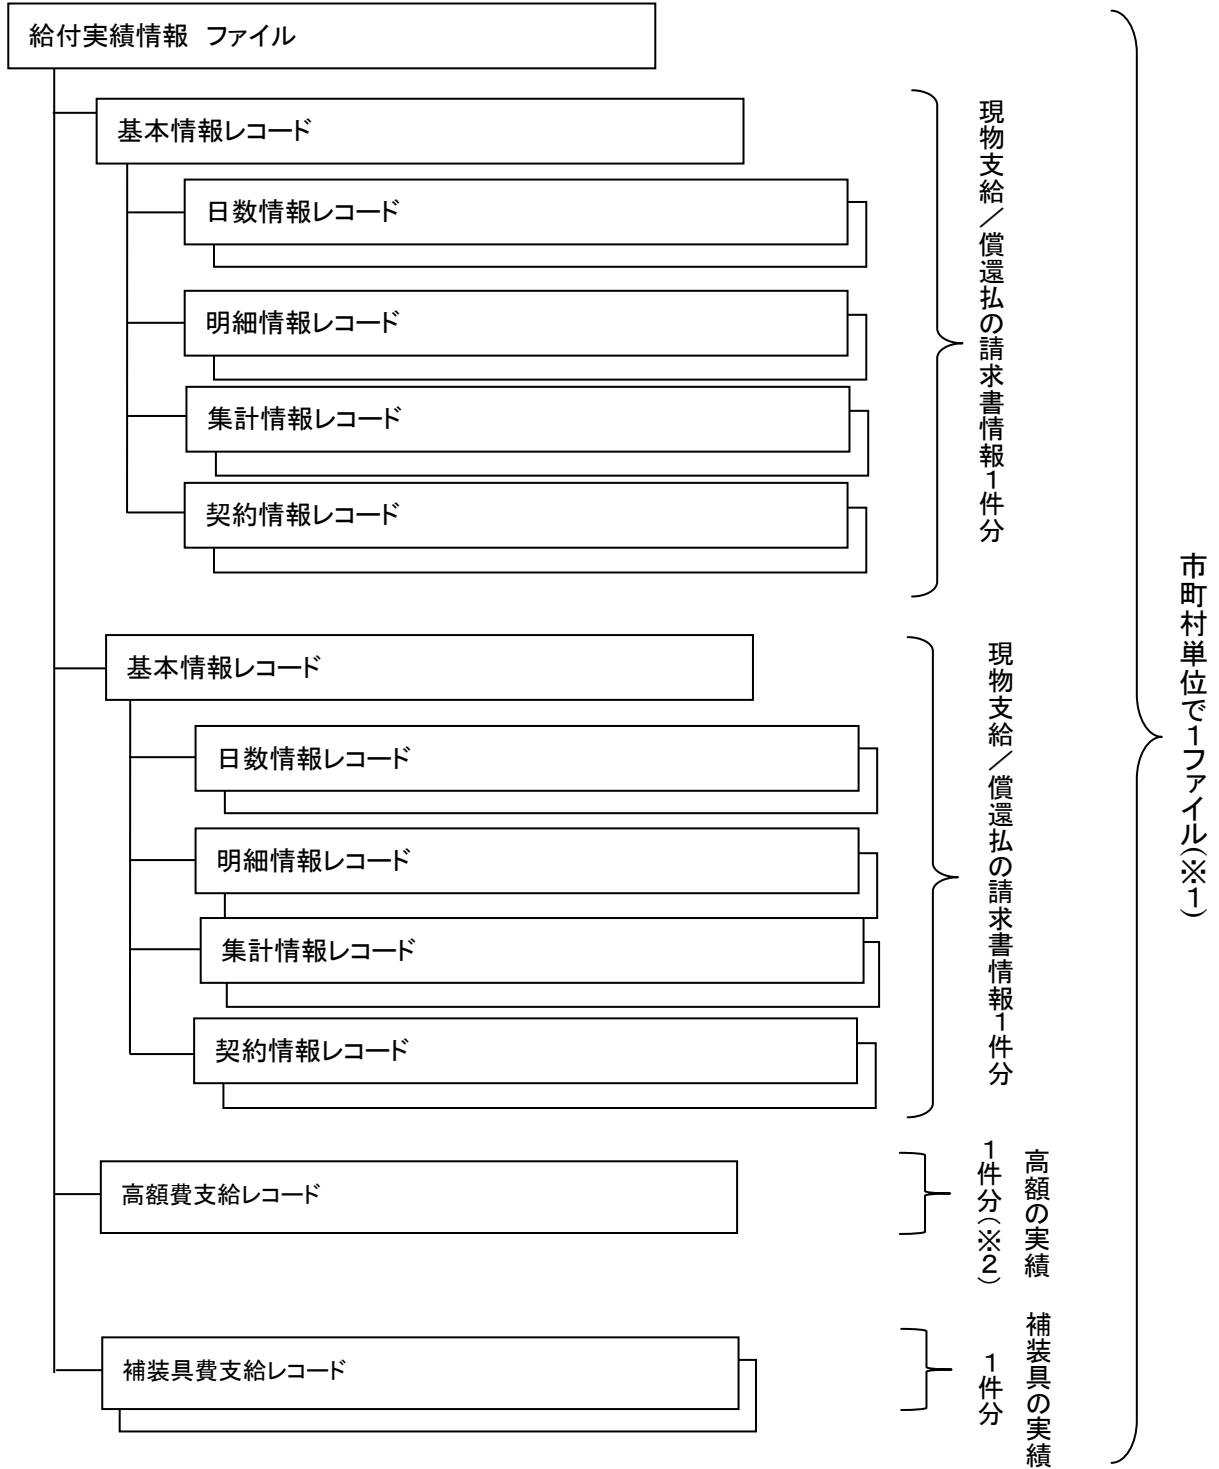 給付実績情報　ファイル
基本情報レコード
日数情報レコード
明細情報レコード
集計情報レコード
契約情報レコード
現物支給／償還払の請求書情報１件分
基本情報レコード
日数情報レコード
明細情報レコード
集計情報レコード
契約情報レコード
現物支給／償還払の請求書情報１件分
高額費支給レコード
高額の実績
１件分（※２）
補装具費支給レコード
補装具の実績
１件分
市町村単位で１ファイル（※１）